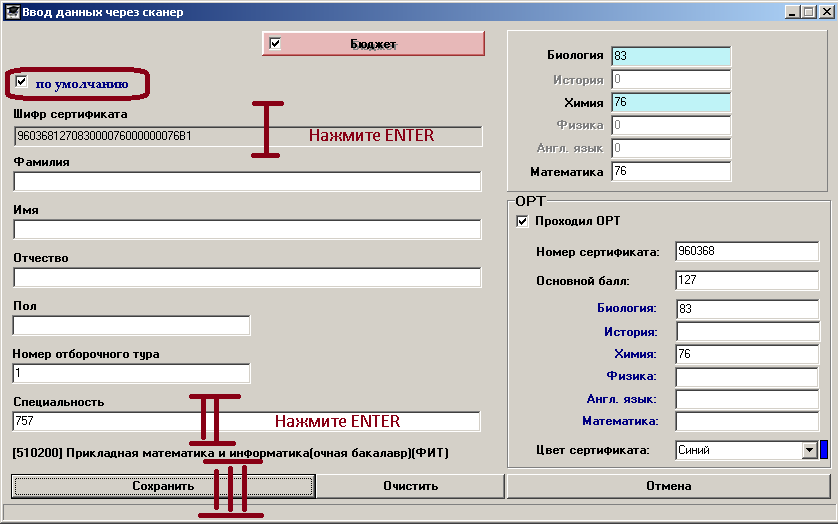 Ввод данных через сканер
Бюджет
по умолчанию
Шифр сертификата
960368127083000076000000076B1
Нажмите ENTER
I
Фамилия
Имя
Отчество
Пол
Номер отборочного тура
1
Специальность
757
II
Нажмите ENTER
[510200] Прикладная математика и информатика(очная бакалавр)(ФИТ)
III
Сохранить
Очистить
Отмена
Биология 83
История 0
Химия 76
Физика 0
Англ. язык 0
Математика 76
ОРТ
Проходил ОРТ
Номер сертификата: 960368
Основной балл: 127
Биология: 83
История:
Химия: 76
Физика:
Англ. язык:
Математика:
Цвет сертификата: Синий